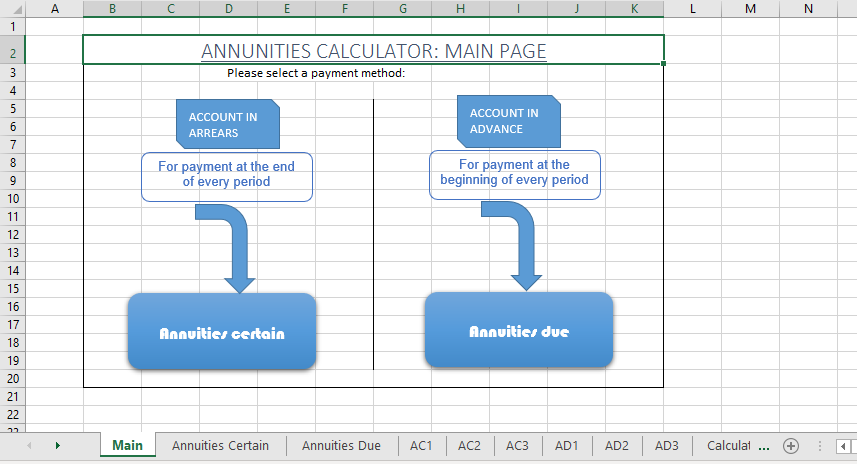 A B C D E F G H I J K L M N
1
2 ANNUNITIES CALCULATOR: MAIN PAGE
3 Please select a payment method:
4
5 ACCOUNT IN ACCOUNT IN
6 ARREARS ADVANCE
7
8 For payment at the end For payment at the
9 of every period beginning of every period
10
11
12
13
14
15
16
17 Annuities certain Annuities due
18
19
20
21
22
Main Annuities Certain Annuities Due AC1 AC2 AC3 AD1 AD2 AD3 Calculat ...